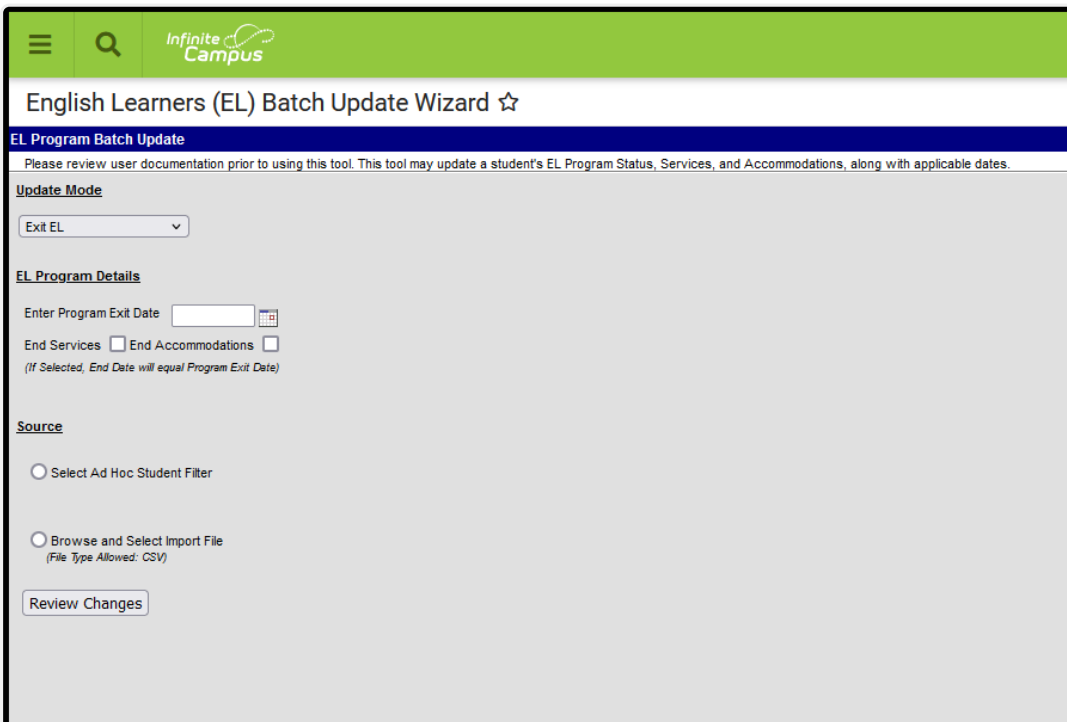 Infinite
Campus
English Learners (EL) Batch Update Wizard
EL Program Batch Update
Please review user documentation prior to using this tool. This tool may update a student's EL Program Status, Services, and Accommodations, along with applicable dates.
Update Mode
Exit EL
EL Program Details
Enter Program Exit Date
End Services End Accommodations
(If Selected, End Date will equal Program Exit Date)
Source
Select Ad Hoc Student Filter
Browse and Select Import File
(File Type Allowed: CSV)
Review Changes